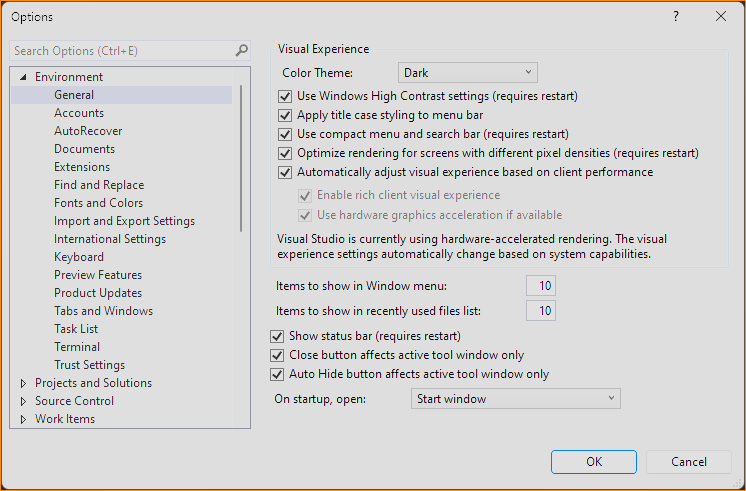 Options
?
Search Options (Ctrl+E)
Environment
General
Accounts
AutoRecover
Documents
Extensions
Find and Replace
Fonts and Colors
Import and Export Settings
International Settings
Keyboard
Preview Features
Product Updates
Tabs and Windows
Task List
Terminal
Trust Settings
Projects and Solutions
Source Control
Work Items
Visual Experience
Color Theme: Dark
Use Windows High Contrast settings (requires restart)
Apply title case styling to menu bar
Use compact menu and search bar (requires restart)
Optimize rendering for screens with different pixel densities (requires restart)
Automatically adjust visual experience based on client performance
Enable rich client visual experience
Use hardware graphics acceleration if available
Visual Studio is currently using hardware-accelerated rendering. The visual
experience settings automatically change based on system capabilities.
Items to show in Window menu: 10
Items to show in recently used files list: 10
Show status bar (requires restart)
Close button affects active tool window only
Auto Hide button affects active tool window only
On startup, open: Start window
OK Cancel